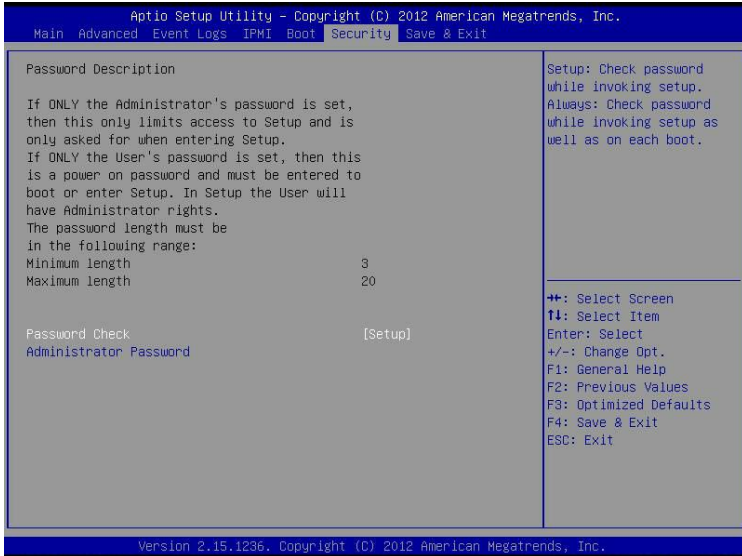 Aptio Setup Utility – Copyright (C) 2012 American Megatrends, Inc.
Main Advanced Event Logs IPMI Boot Security Save & Exit
Password Description
If ONLY the Administrator's password is set,
then this only limits access to Setup and is
only asked for when entering Setup.
If ONLY the User's password is set, then this
is a power on password and must be entered to
boot or enter Setup. In Setup the User will
have Administrator rights.
The password length must be
in the following range:
Minimum length 3
Maximum length 20
Password Check [Setup]
Administrator Password
Setup: Check password
while invoking setup.
Always: Check password
while invoking setup as
well as on each boot.
→←: Select Screen
↑↓: Select Item
Enter: Select
+/-: Change Opt.
F1: General Help
F2: Previous Values
F3: Optimized Defaults
F4: Save & Exit
ESC: Exit
Version 2.15.1236. Copyright (C) 2012 American Megatrends, Inc.